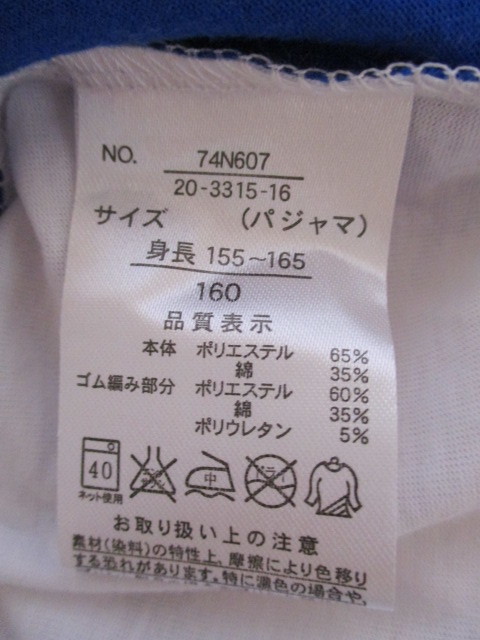 NO. 74N607
20-3315-16
サイズ (パジャマ)
身長 155~165
160
品質表示
本体 ポリエステル 65%
綿 35%
ゴム編み部分 ポリエステル 60%
綿 35%
ポリウレタン 5%
40 中 ドライ
ネット使用
お取り扱い上の注意
素材(染料)の特性上、摩擦により色移り
する恐れがあります。特に濃色の場合や、